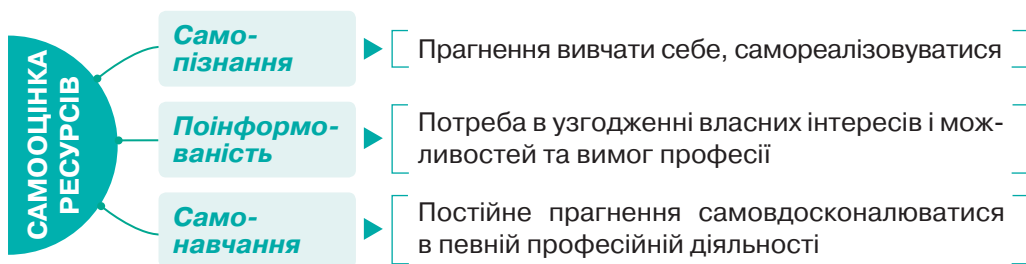 САМООЦІНКА
РЕСУРСІВ
Само-
пізнання
Прагнення вивчати себе, самореалізовуватися
Поінформо-
ваність
Потреба в узгодженні власних інтересів і мож-
ливостей та вимог професії
Само-
навчання
Постійне прагнення самовдосконалюватися
в певній професійній діяльності